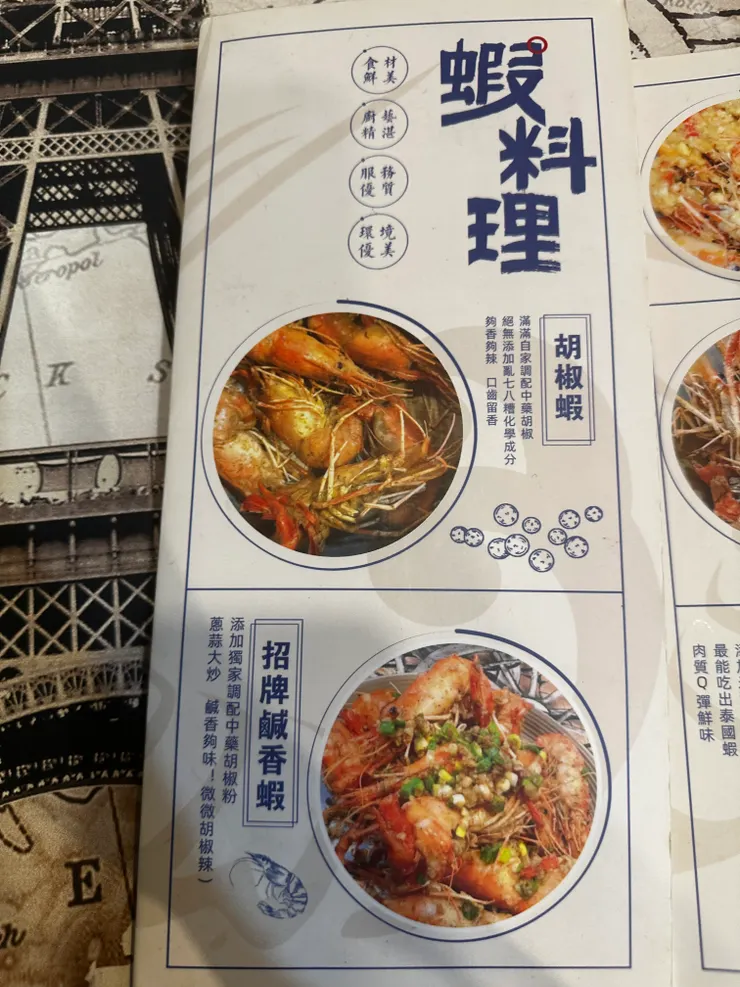 蝦料理
食材鮮美
廚藝精湛
服務優質
環境優美
胡椒蝦
滿滿自家調配中藥胡椒
絕無添加亂七八糟化學成分
夠香夠辣 口齒留香
招牌鹹香蝦
添加獨家調配中藥胡椒粉
蔥蒜大炒 鹹香夠味！微微胡椒辣）
最能吃出泰國蝦
肉質Q彈鮮味
C K S
E